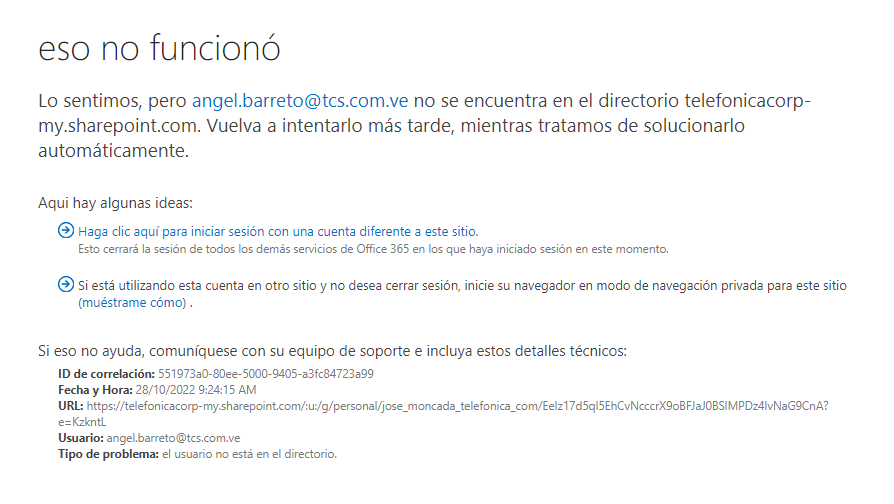 eso no funcionó
Lo sentimos, pero angel.barreto@tcs.com.ve no se encuentra en el directorio telefonicacorp-
my.sharepoint.com. Vuelva a intentarlo más tarde, mientras tratamos de solucionarlo
automáticamente.
Aqui hay algunas ideas:
Haga clic aquí para iniciar sesión con una cuenta diferente a este sitio.
Esto cerrará la sesión de todos los demás servicios de Office 365 en los que haya iniciado sesión en este momento.
Si está utilizando esta cuenta en otro sitio y no desea cerrar sesión, inicie su navegador en modo de navegación privada para este sitio
(muéstrame cómo) .
Si eso no ayuda, comuníquese con su equipo de soporte e incluya estos detalles técnicos:
ID de correlación: 551973a0-80ee-5000-9405-a3fc84723a99
Fecha y Hora: 28/10/2022 9:24:15 AM
URL: https://telefonicacorp-my.sharepoint.com/:u:/g/personal/jose_moncada_telefonica_com/EeIz17d5qI5EhCvNcccrX9oBFJaJ0BSIMPDz4lvNaG9CnA?
e=KzkntL
Usuario: angel.barreto@tcs.com.ve
Tipo de problema: el usuario no está en el directorio.